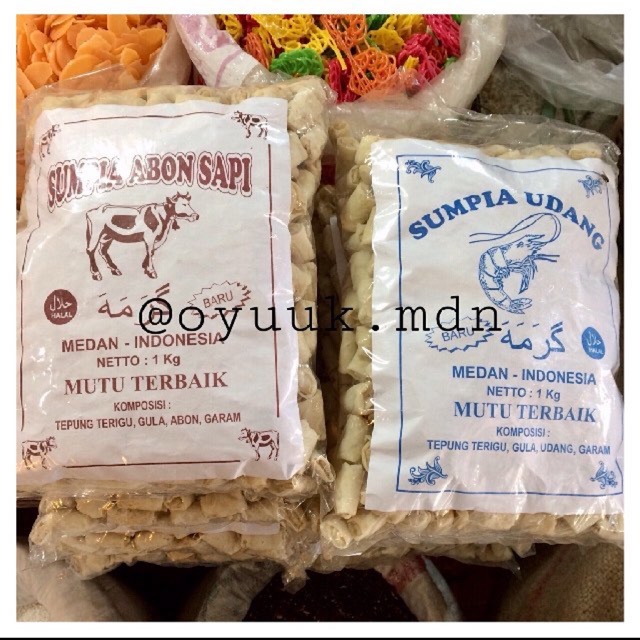 SUMPIA ABON SAPI
حلال
HALAL
گرمَه
BARU
MEDAN - INDONESIA
NETTO : 1 Kg
MUTU TERBAIK
KOMPOSISI :
TEPUNG TERIGU, GULA, ABON, GARAM
SUMPIA UDANG
BARU
گَرَمَهَ
حلال
HALAL
MEDAN - INDONESIA
NETTO : 1 Kg
MUTU TERBAIK
KOMPOSISI :
TEPUNG TERIGU, GULA, UDANG, GARAM
@oyuuk.mdn